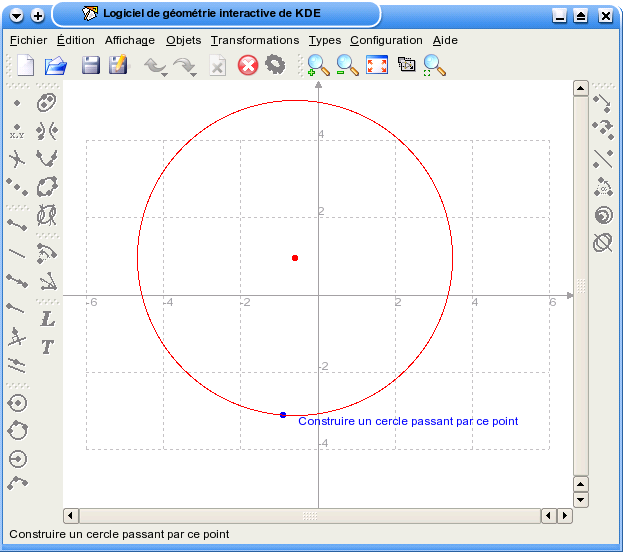 Logiciel de géométrie interactive de KDE
Fichier Édition Affichage Objets Transformations Types Configuration Aide
x,y
L
T
4
2
-6 -4 -2 2 4 6
-2
-4
Construire un cercle passant par ce point
Construire un cercle passant par ce point